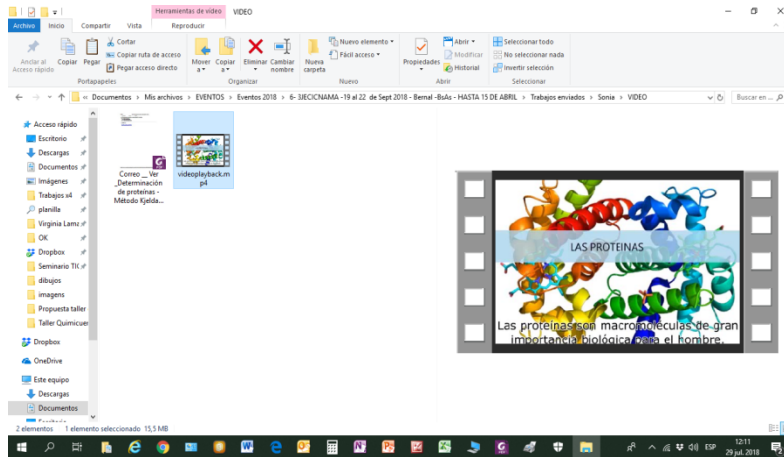 Herramientas de vídeo
VIDEO
Archivo
Inicio
Compartir
Vista
Reproducir
Anclar al
Acceso rápido
Copiar
Pegar
Cortar
Copiar ruta de acceso
Pegar acceso directo
Portapapeles
Mover
a
Copiar
a
Eliminar
Cambiar
nombre
Organizar
Nueva
carpeta
Nuevo elemento
Fácil acceso
Nuevo
Propiedades
Abrir
Modificar
Historial
Abrir
Seleccionar todo
No seleccionar nada
Invertir selección
Seleccionar
« Documentos › Mis archivos › EVENTOS › Eventos 2018 › 6- 3JECICNAMA -19 al 22 de Sept 2018 - Bernal -BsAs - HASTA 15 DE ABRIL › Trabajos enviados › Sonia › VIDEO
Buscar en ...
Acceso rápido
Escritorio
Descargas
Documentos
Imágenes
Trabajos x4
planilla
Virginia Lama
OK
Dropbox
Seminario TIC
dibujos
imagens
Propuesta taller
Taller Quimicuer
Dropbox
OneDrive
Este equipo
Descargas
Documentos
Correo __ Ver
_Determinación
de proteínas -
Método Kjelda...
videoplayback.m
p4
LAS PROTEINAS
Las proteínas son macromoléculas de gran
importancia biológica para el hombre.
2 elementos
1 elemento seleccionado 15,5 MB
ESP
12:11
29 jul. 2018